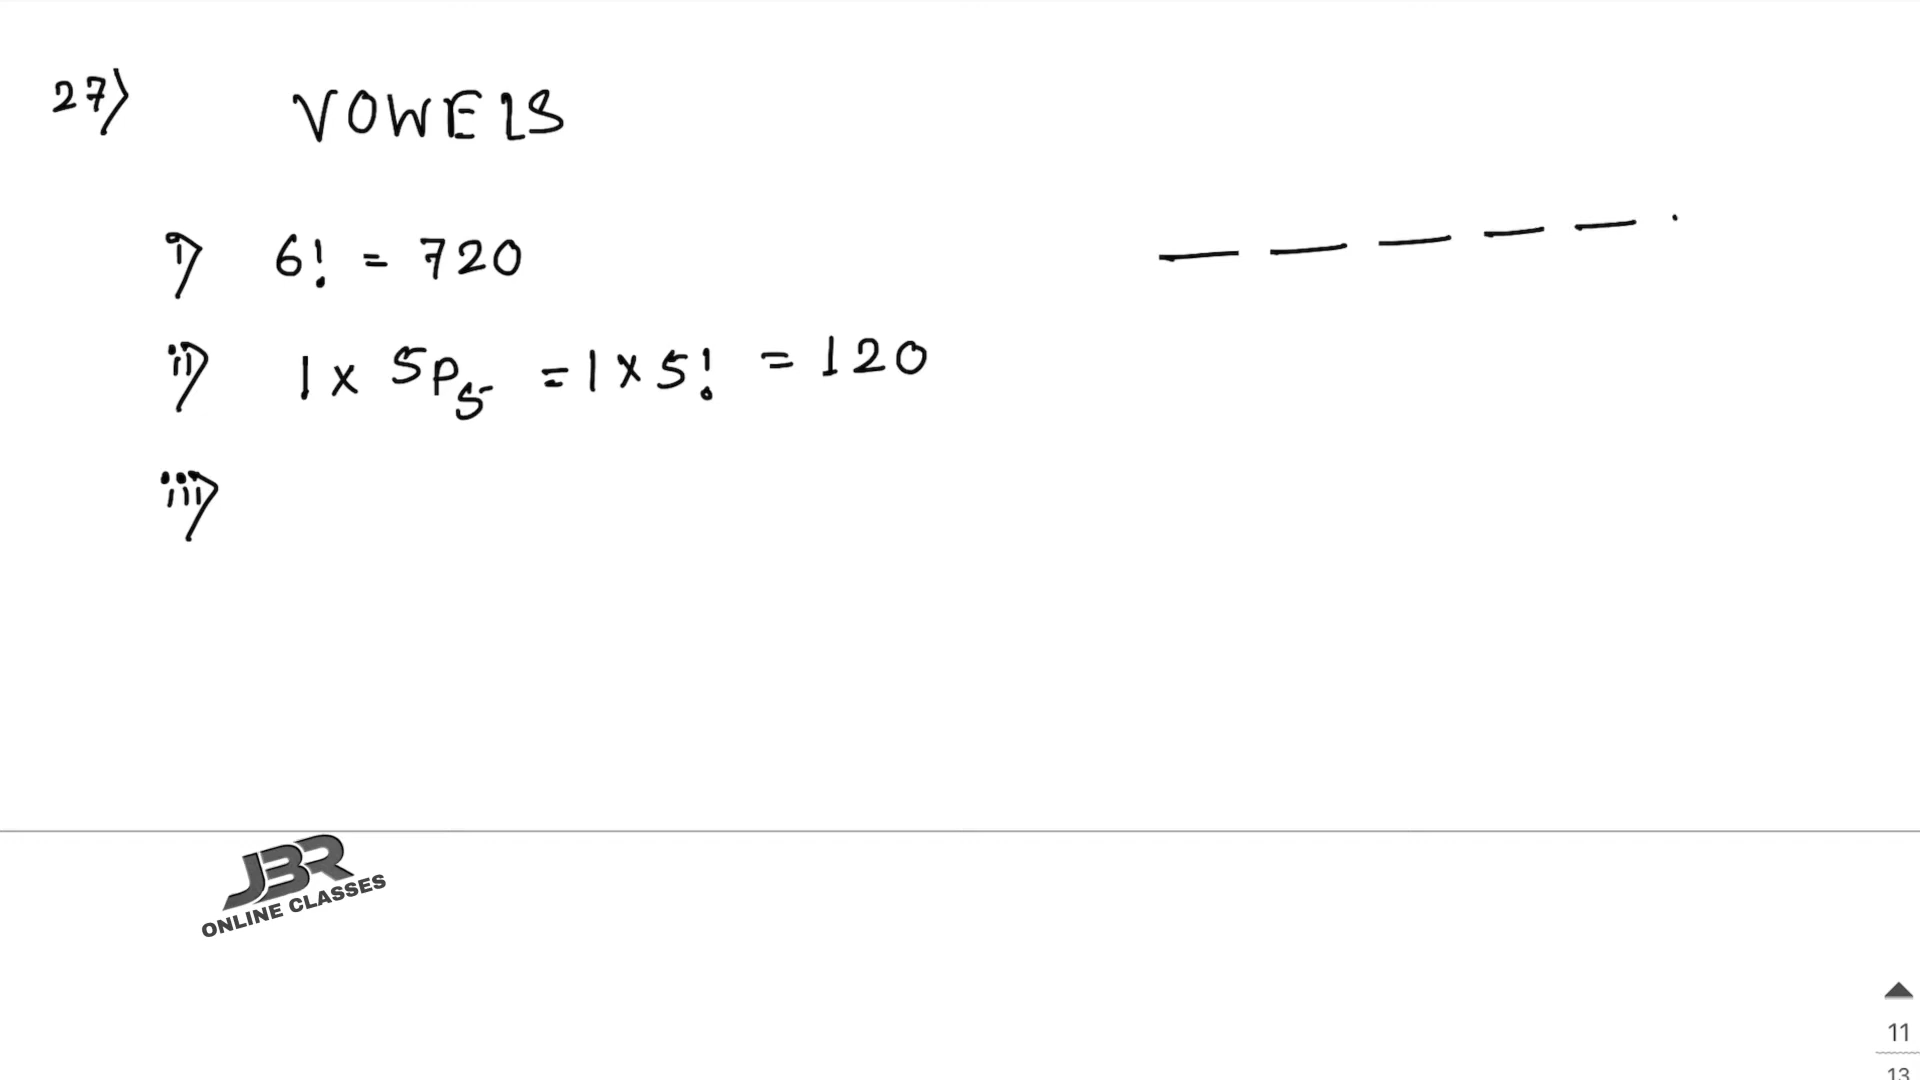 27)
VOWELS
i) 6! = 720
ii) 1 x 5P5 = 1 x 5! = 120
iii)
JBR
ONLINE CLASSES
11
13